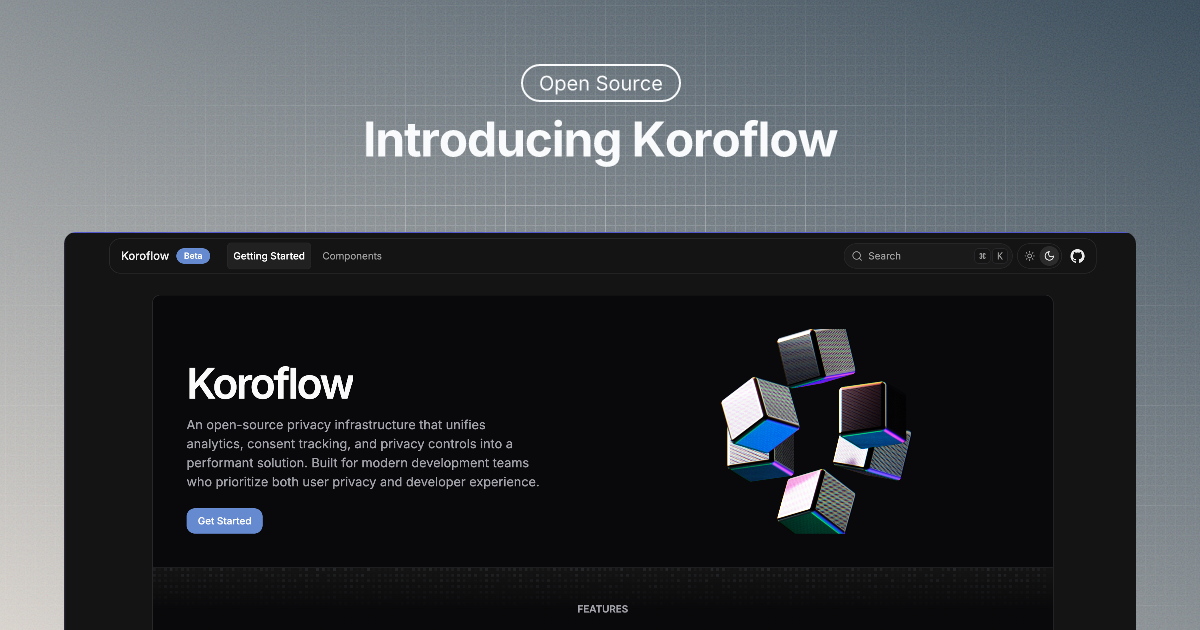 Open Source
Introducing Koroflow
Koroflow Beta Getting Started Components Search ⌘ K
Koroflow
An open-source privacy infrastructure that unifies
analytics, consent tracking, and privacy controls into a
performant solution. Built for modern development teams
who prioritize both user privacy and developer experience.
Get Started
FEATURES